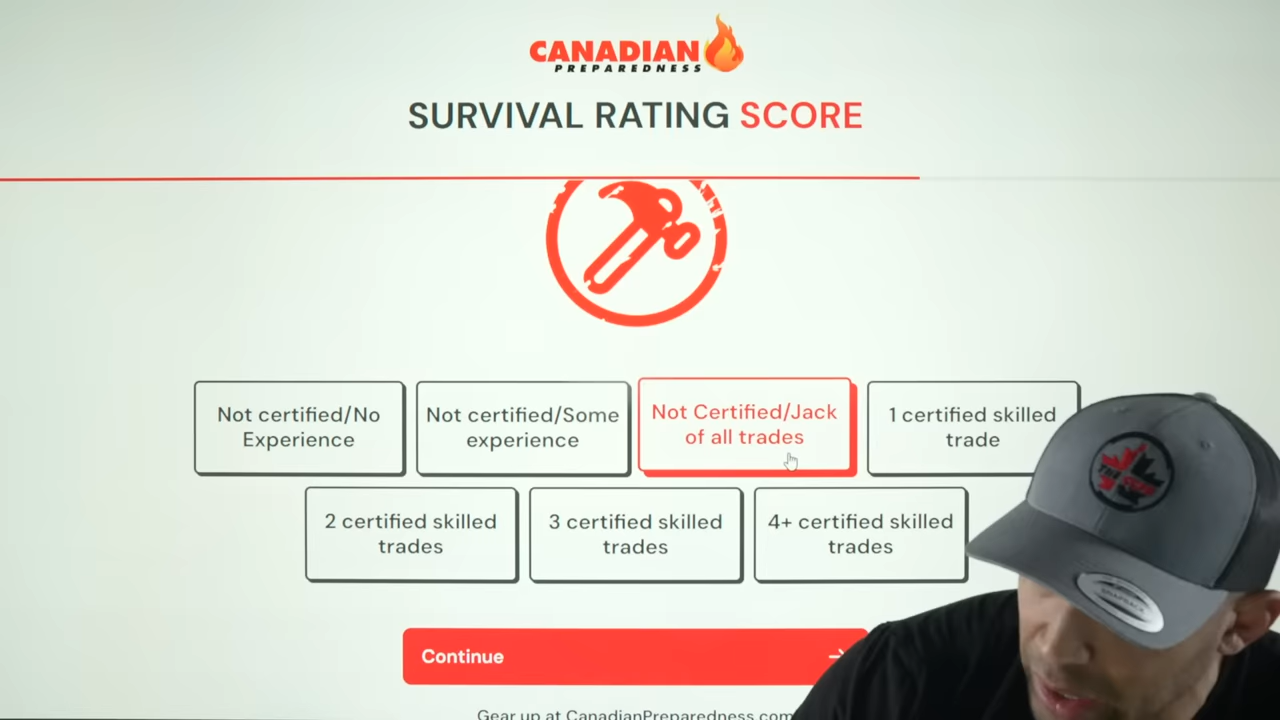 CANADIAN
PREPAREDNESS
SURVIVAL RATING SCORE
Not certified/No
Experience
Not certified/Some
experience
Not Certified/Jack
of all trades
1 certified skilled
trade
2 certified skilled
trades
3 certified skilled
trades
4+ certified skilled
trades
Continue
Gear up at CanadianPreparedness.com
SNAPBACK